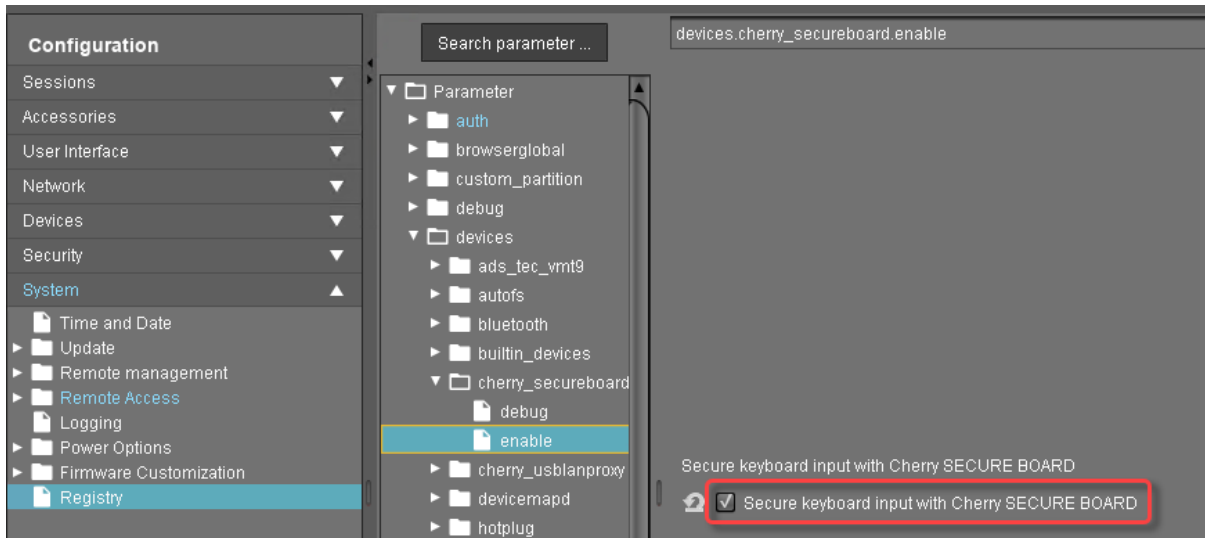 Configuration
Sessions
Accessories
User Interface
Network
Devices
Security
System
Time and Date
Update
Remote management
Remote Access
Logging
Power Options
Firmware Customization
Registry
Search parameter ...
Parameter
auth
browserglobal
custom_partition
debug
devices
ads_tec_vmt9
autofs
bluetooth
builtin_devices
cherry_secureboard
debug
enable
cherry_usblanproxy
devicemapd
hotplug
devices.cherry_secureboard.enable
Secure keyboard input with Cherry SECURE BOARD
Secure keyboard input with Cherry SECURE BOARD